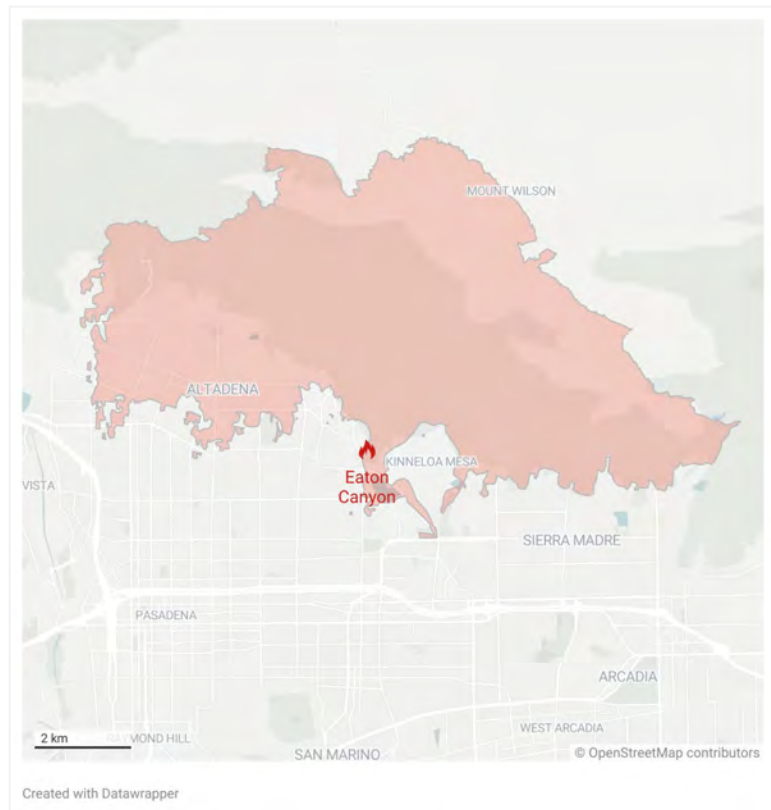 MOUNT WILSON
ALTADENA
KINNELOA MESA
Eaton
Canyon
VISTA
SIERRA MADRE
PASADENA
ARCADIA
2 km
YMOND HILL
WEST ARCADIA
SAN MARINO
© OpenStreetMap contributors
Created with Datawrapper